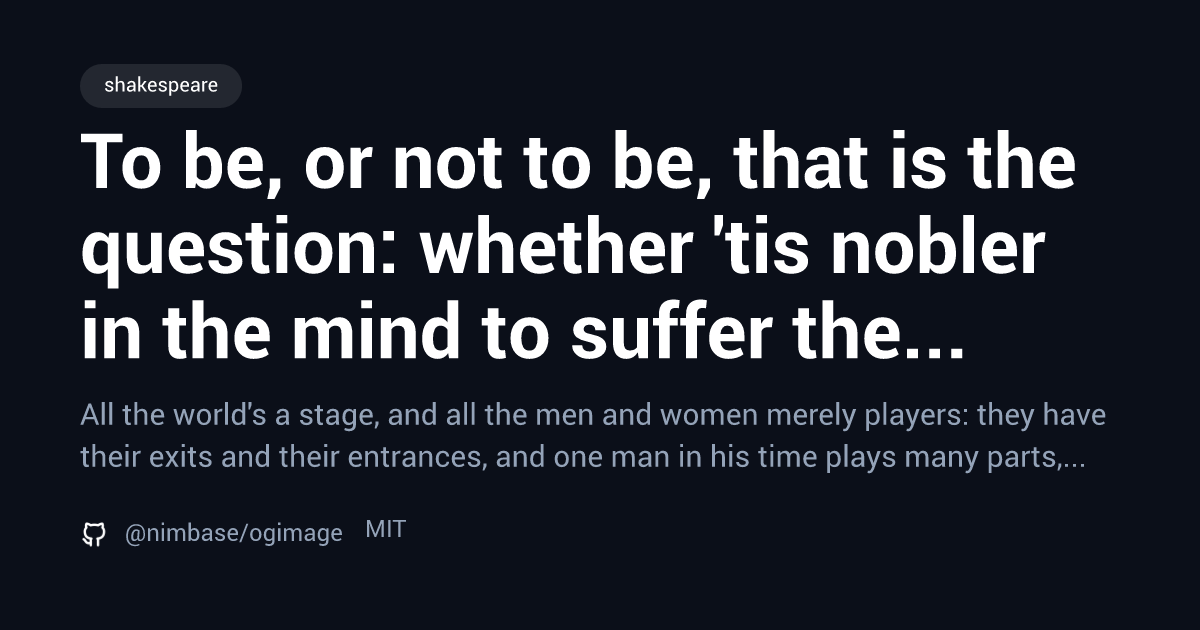 shakespeare
To be, or not to be, that is the
question: whether 'tis nobler
in the mind to suffer the...
All the world's a stage, and all the men and women merely players: they have
their exits and their entrances, and one man in his time plays many parts,...
@nimbase/ogimage MIT